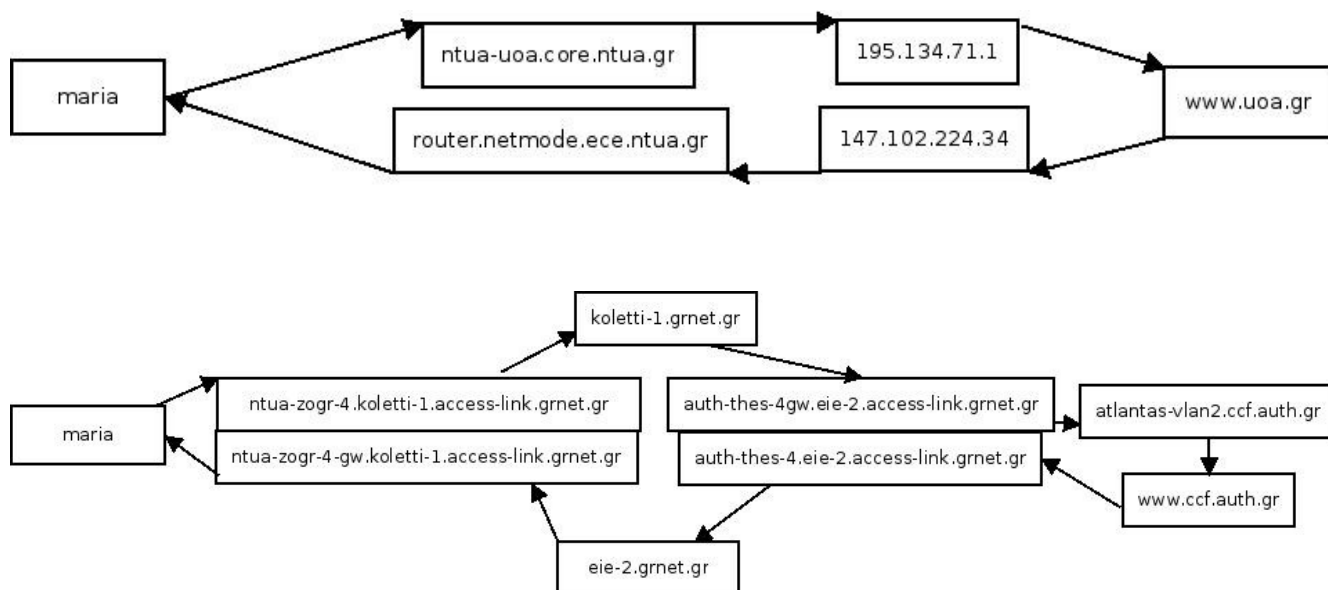 ntua-uoa.core.ntua.gr
195.134.71.1
maria
www.uoa.gr
router.netmode.ece.ntua.gr
147.102.224.34
koletti-1.grnet.gr
ntua-zogr-4.koletti-1.access-link.grnet.gr
auth-thes-4gw.eie-2.access-link.grnet.gr
atlantas-vlan2.ccf.auth.gr
maria
ntua-zogr-4-gw.koletti-1.access-link.grnet.gr
auth-thes-4.eie-2.access-link.grnet.gr
www.ccf.auth.gr
eie-2.grnet.gr